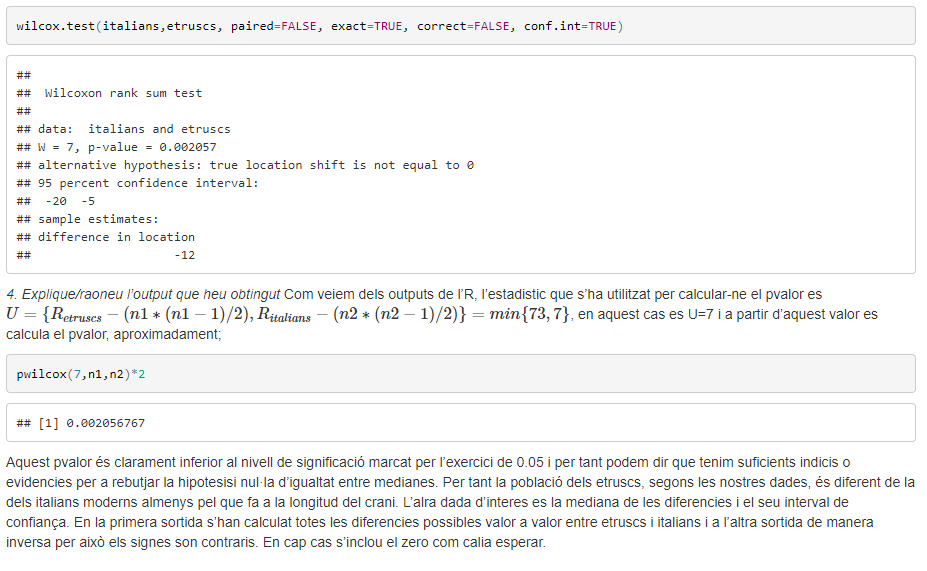 wilcox.test(italians,etruscs, paired=FALSE, exact=TRUE, correct=FALSE, conf.int=TRUE)
##
##  Wilcoxon rank sum test
##
## data:  italians and etruscs
## W = 7, p-value = 0.002057
## alternative hypothesis: true location shift is not equal to 0
## 95 percent confidence interval:
##  -20  -5
## sample estimates:
## difference in location
##                    -12
4. Explique/raoneu l'output que heu obtingut Com veiem dels outputs de l'R, l'estadistic que s'ha utilitzat per calcular-ne el pvalor es
U = {R_etruscs − (n1 ∗ (n1 − 1)/2), R_italians − (n2 ∗ (n2 − 1)/2)} = min{73, 7}, en aquest cas es U=7 i a partir d'aquest valor es
calcula el pvalor, aproximadament;
pwilcox(7,n1,n2)*2
## [1] 0.002056767
Aquest pvalor és clarament inferior al nivell de significació marcat per l'exercici de 0.05 i per tant podem dir que tenim suficients indicis o
evidencies per a rebutjar la hipotesisi nul·la d'igualtat entre medianes. Per tant la població dels etruscs, segons les nostres dades, és diferent de la
dels italians moderns almenys pel que fa a la longitud del crani. L'alra dada d'interes es la mediana de les diferencies i el seu interval de
confiança. En la primera sortida s'han calculat totes les diferencies possibles valor a valor entre etruscs i italians i a l'altra sortida de manera
inversa per això els signes son contraris. En cap cas s'inclou el zero com calia esperar.